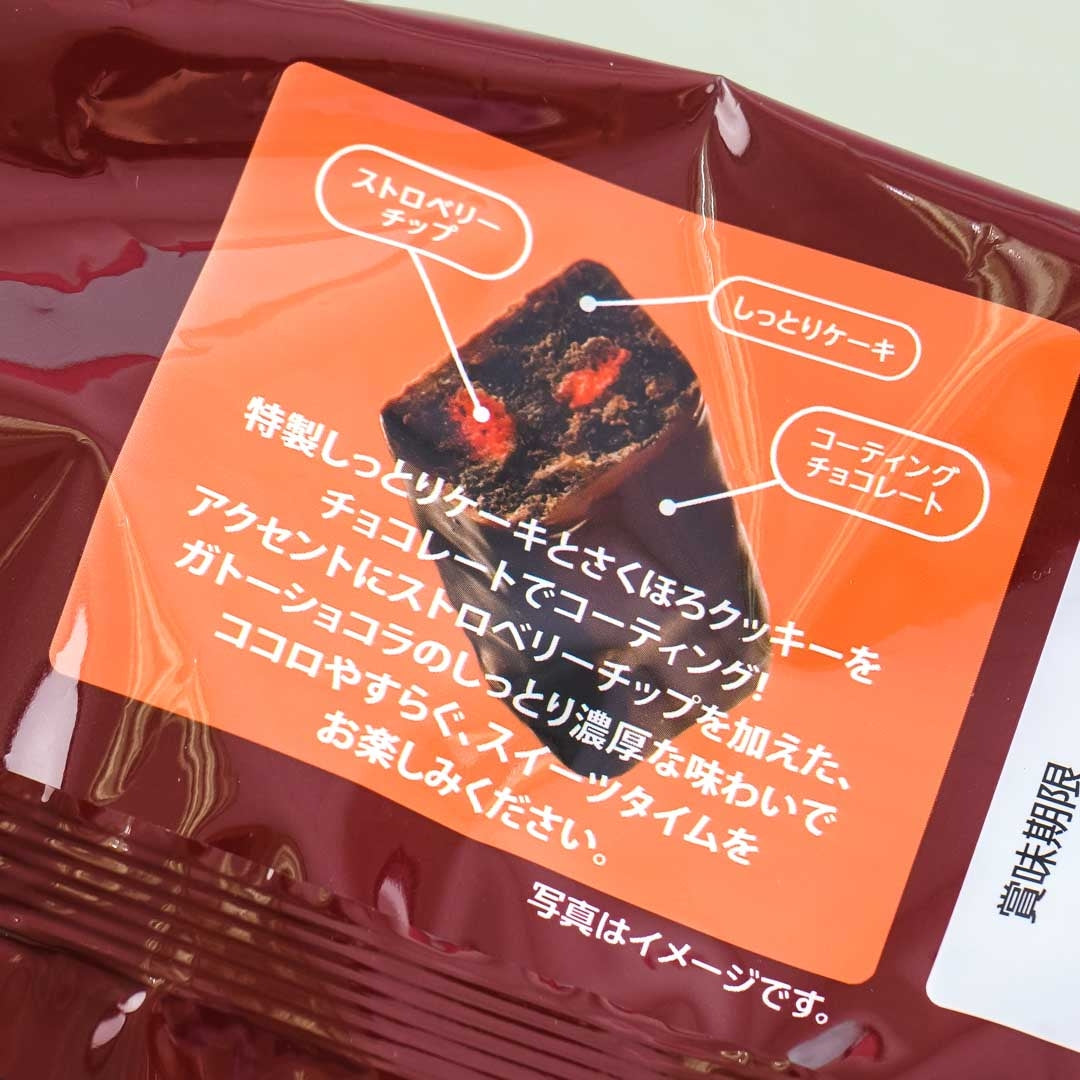 ストロベリー
チップ
しっとりケーキ
コーティング
チョコレート
特製しっとりケーキとさくほろクッキーを
チョコレートでコーティング!
アクセントにストロベリーチップを加えた、
ガトーショコラのしっとり濃厚な味わいで
ココロやすらぐ、スイーツタイムを
お楽しみください。
写真はイメージです。
賞味期限